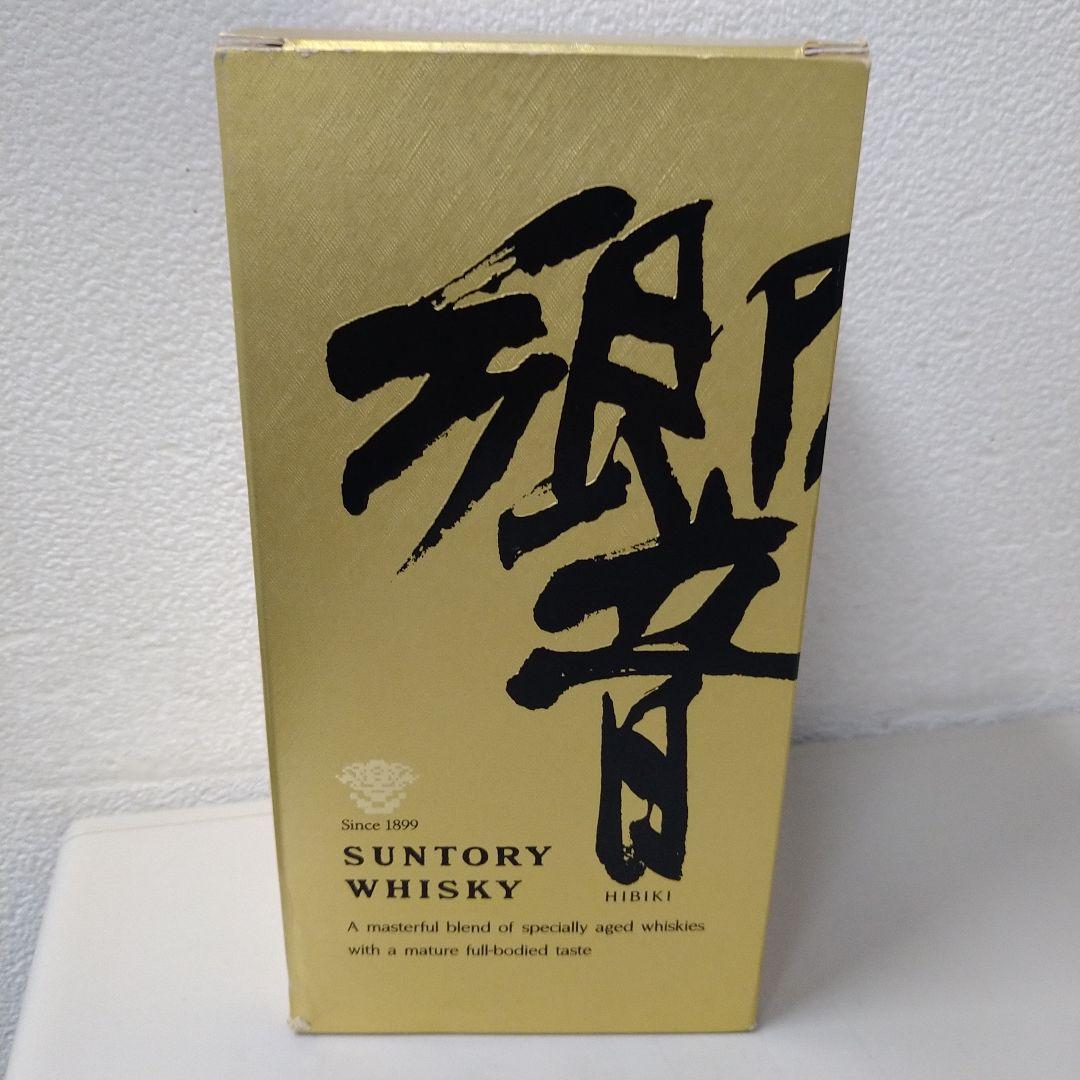 響
Since 1899
SUNTORY
WHISKY
HIBIKI
A masterful blend of specially aged whiskies
with a mature full-bodied taste